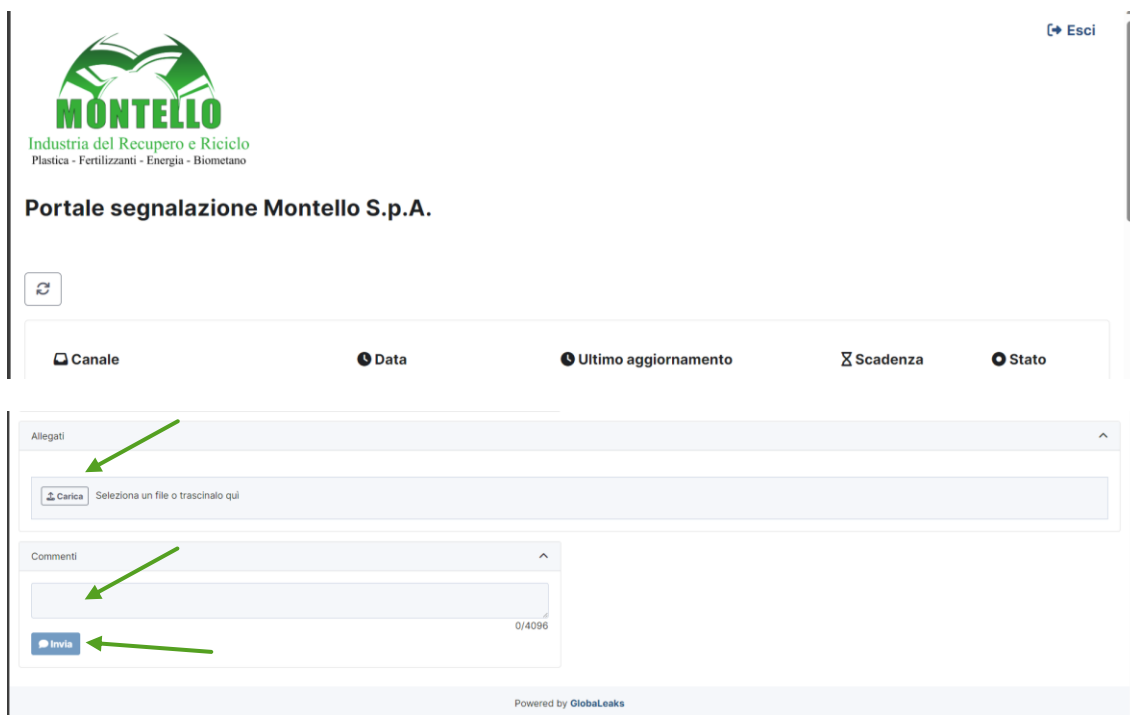 Esci
MONTELLO
Industria del Recupero e Riciclo
Plastica - Fertilizzanti - Energia - Biometano
Portale segnalazione Montello S.p.A.
Canale Data Ultimo aggiornamento Scadenza Stato
Allegati
Carica Seleziona un file o trascinalo qui
Commenti
0/4096
Invia
Powered by GlobaLeaks